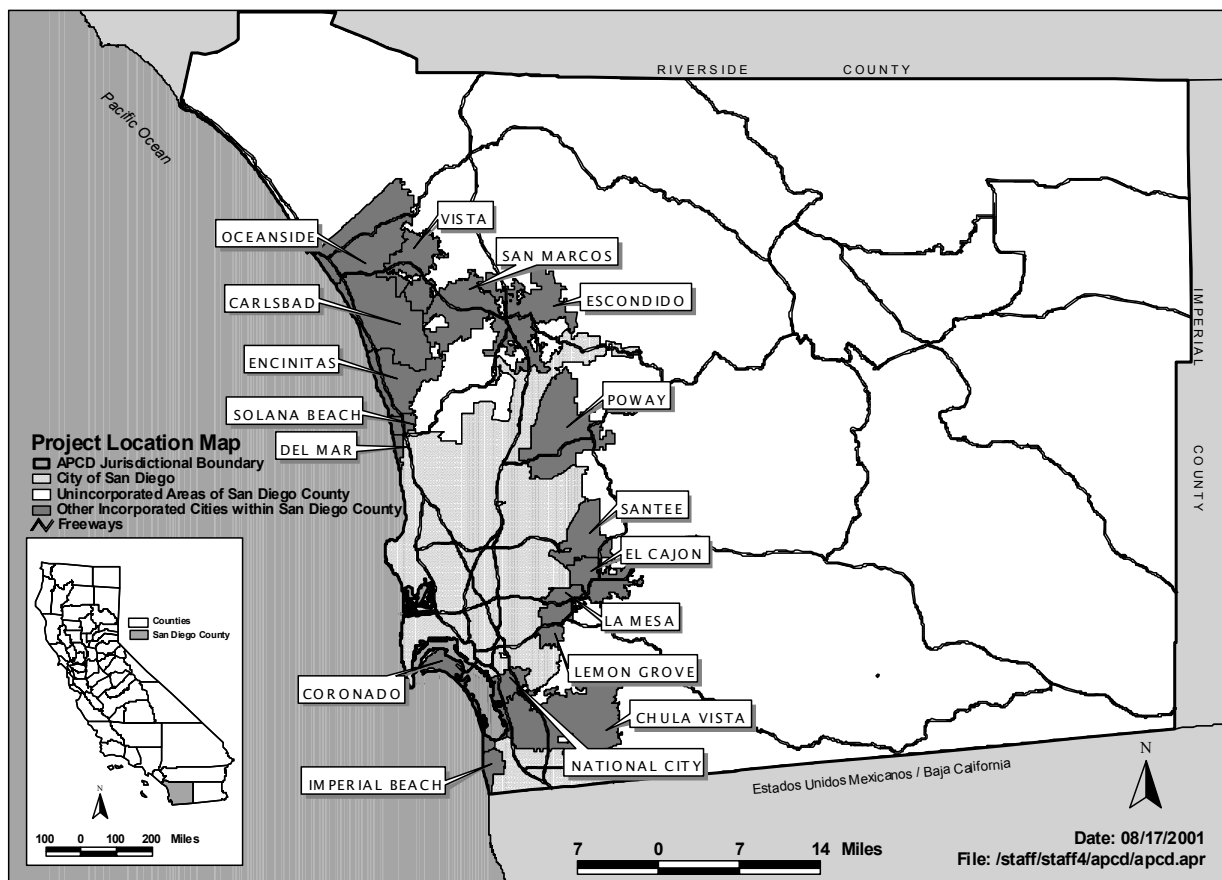 RIVERSIDE COUNTY
Pacific Ocean
VISTA
OCEANSIDE
SAN MARCOS
CARLSBAD
ESCONDIDO
IMPERIAL COUNTY
ENCINITAS
POWAY
SOLANA BEACH
DEL MAR
Project Location Map
APCD Jurisdictional Boundary
City of San Diego
Unincorporated Areas of San Diego County
Other Incorporated Cities within San Diego County
Freeways
SANTEE
EL CAJON
LA MESA
LEMON GROVE
CORONADO
CHULA VISTA
NATIONAL CITY
IMPERIAL BEACH
Estados Unidos Mexicanos / Baja California
Counties
San Diego County
N
100 0 100 200 Miles
N
7 0 7 14 Miles
Date: 08/17/2001
File: /staff/staff4/apcd/apcd.apr